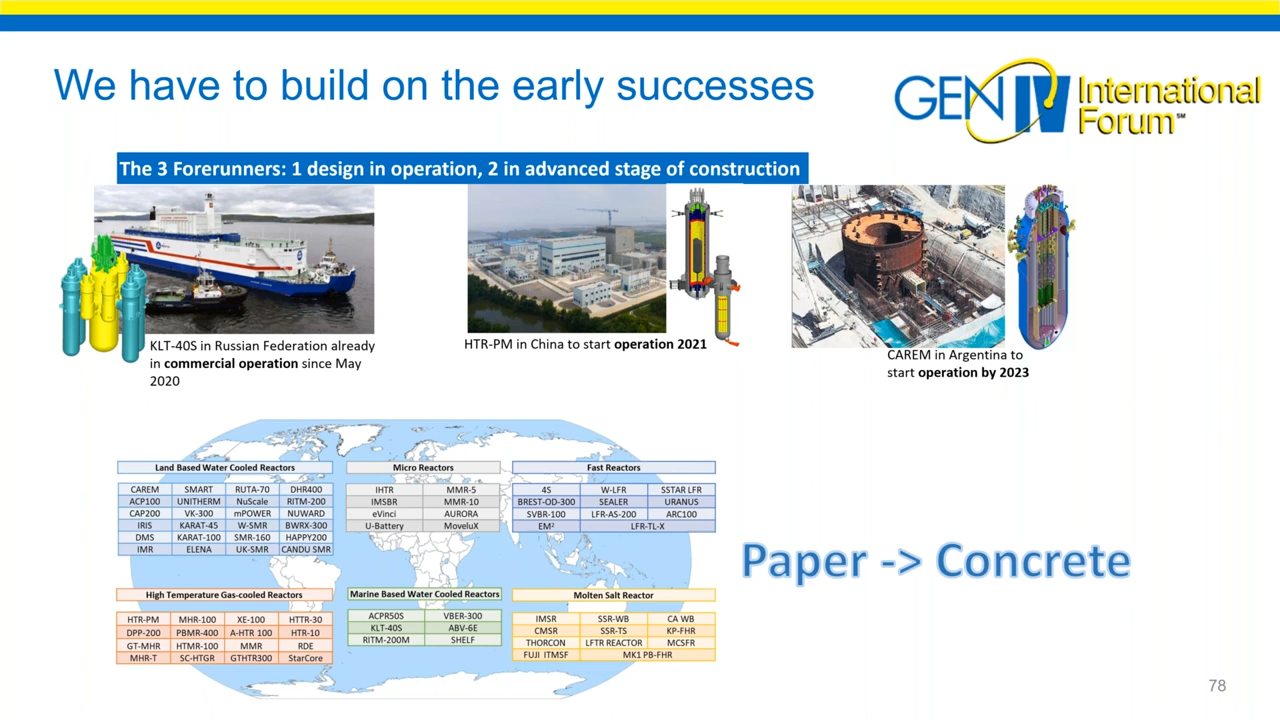 We have to build on the early successes
GEN IV International
Forum℠
The 3 Forerunners: 1 design in operation, 2 in advanced stage of construction
KLT-40S in Russian Federation already
in commercial operation since May
2020
HTR-PM in China to start operation 2021
CAREM in Argentina to
start operation by 2023
Land Based Water Cooled Reactors
CAREM SMART RUTA-70 DHR400
ACP100 UNITHERM NuScale RITM-200
CAP200 VK-300 mPOWER NUWARD
IRIS KARAT-45 W-SMR BWRX-300
DMS KARAT-100 SMR-160 HAPPY200
IMR ELENA UK-SMR CANDU SMR
Micro Reactors
IHTR MMR-5
IMSBR MMR-10
eVinci AURORA
U-Battery MoveluX
Fast Reactors
4S W-LFR SSTAR LFR
BREST-OD-300 SEALER URANUS
SVBR-100 LFR-AS-200 ARC100
EM² LFR-TL-X
Paper -> Concrete
High Temperature Gas-cooled Reactors
HTR-PM MHR-100 XE-100 HTTR-30
DPP-200 PBMR-400 A-HTR 100 HTR-10
GT-MHR HTMR-100 MMR RDE
MHR-T SC-HTGR GTHTR300 StarCore
Marine Based Water Cooled Reactors
ACPR50S VBER-300
KLT-40S ABV-6E
RITM-200M SHELF
Molten Salt Reactor
IMSR SSR-WB CA WB
CMSR SSR-TS KP-FHR
THORCON LFTR REACTOR MCSFR
FUJI ITMSF MK1 PB-FHR
78